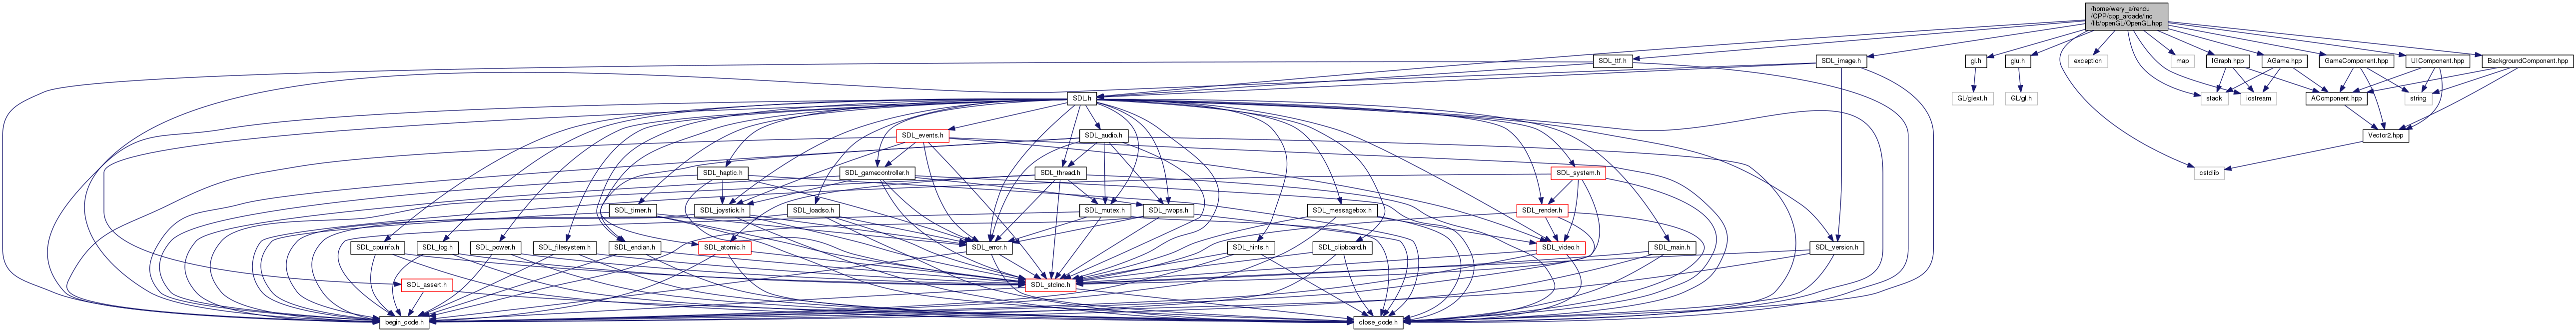 /home/wery_a/rendu
/CPP/cpp_arcade/inc
/lib/openGL/OpenGL.hpp
SDL_ttf.h
SDL_image.h
gl.h
glu.h
exception
map
IGraph.hpp
AGame.hpp
GameComponent.hpp
UIComponent.hpp
BackgroundComponent.hpp
SDL.h
GL/glext.h
GL/gl.h
stack
iostream
AComponent.hpp
string
SDL_events.h
SDL_audio.h
Vector2.hpp
SDL_haptic.h
SDL_gamecontroller.h
SDL_thread.h
SDL_system.h
cstdlib
SDL_timer.h
SDL_joystick.h
SDL_loadso.h
SDL_mutex.h
SDL_rwops.h
SDL_messagebox.h
SDL_render.h
SDL_cpuinfo.h
SDL_log.h
SDL_power.h
SDL_filesystem.h
SDL_endian.h
SDL_atomic.h
SDL_error.h
SDL_hints.h
SDL_clipboard.h
SDL_video.h
SDL_main.h
SDL_version.h
SDL_assert.h
SDL_stdinc.h
begin_code.h
close_code.h